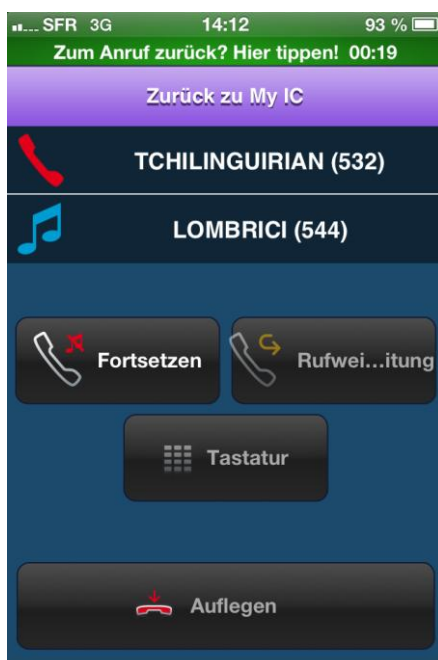 SFR 3G 14:12 93 %
Zum Anruf zurück? Hier tippen! 00:19
Zurück zu My IC
TCHILINGUIRIAN (532)
LOMBRICI (544)
Fortsetzen Rufwei...itung
Tastatur
Auflegen